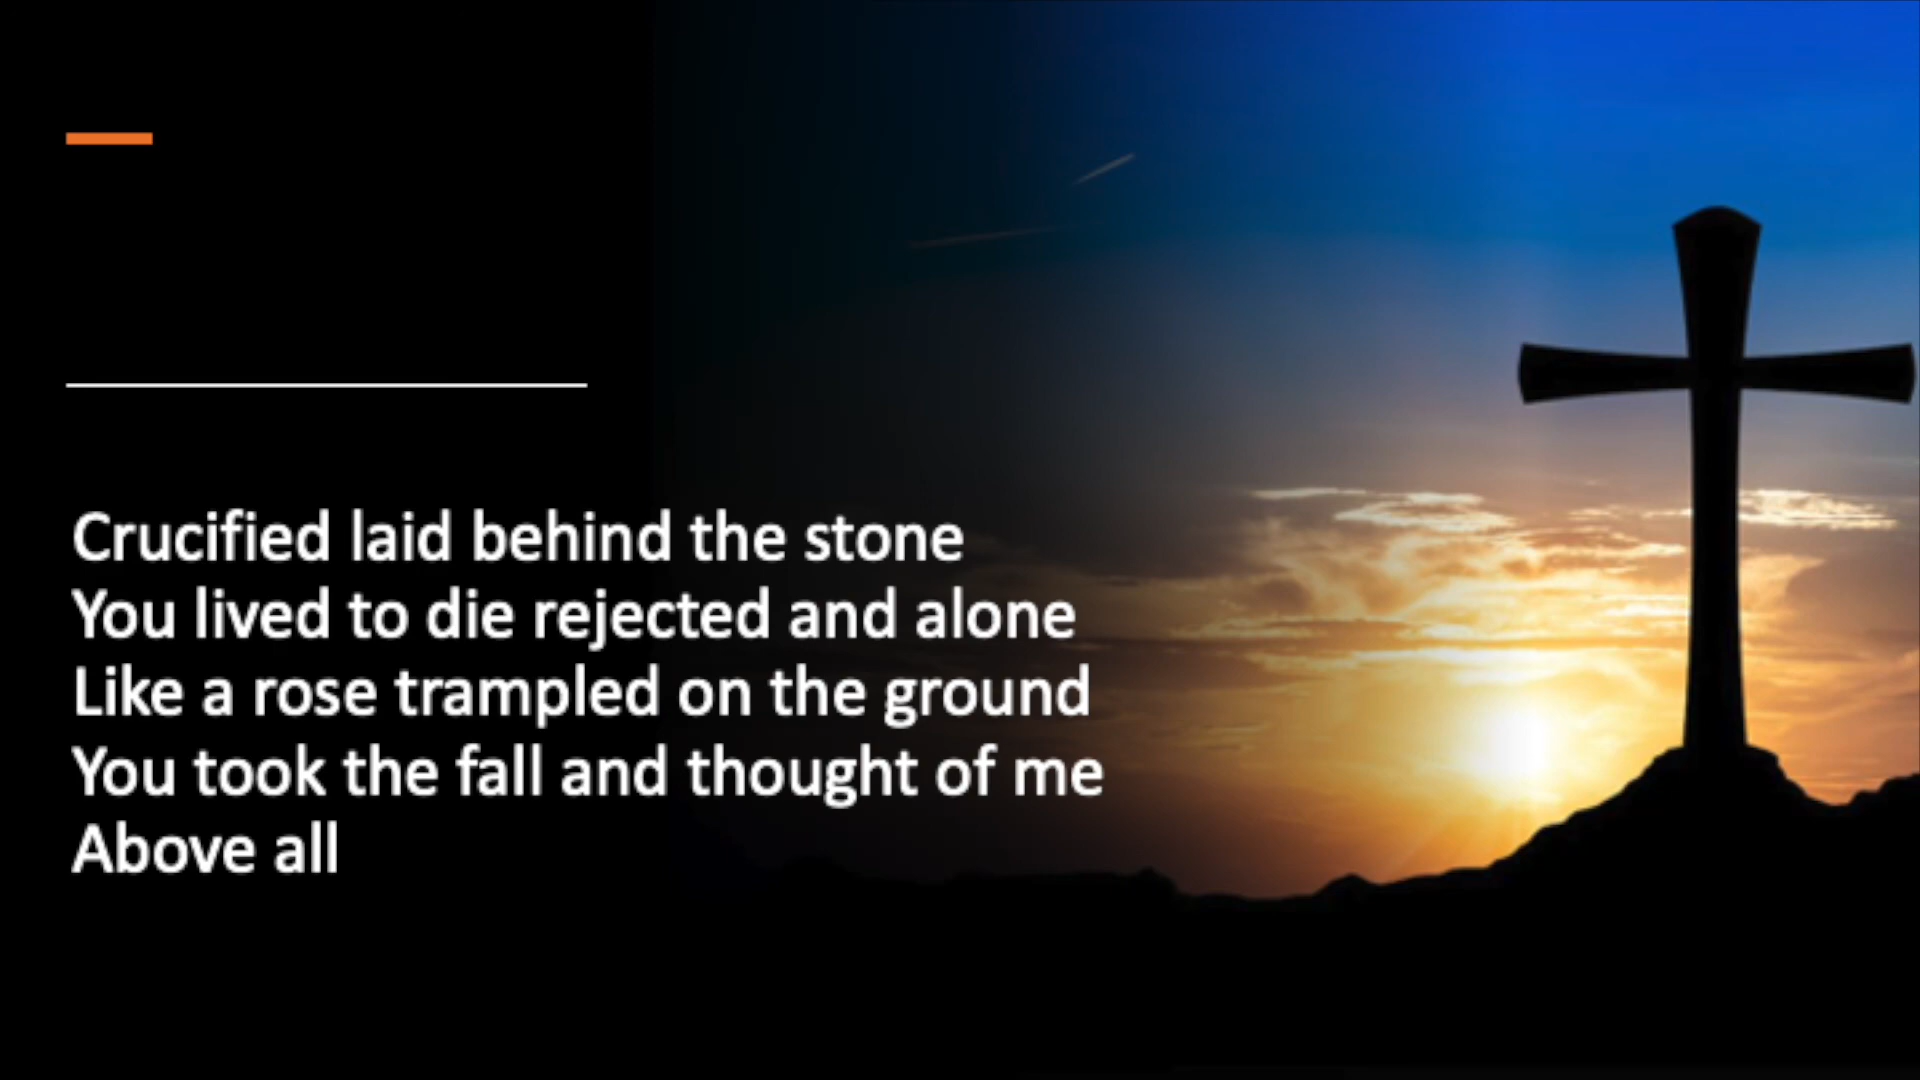 Crucified laid behind the stone
You lived to die rejected and alone
Like a rose trampled on the ground
You took the fall and thought of me
Above all